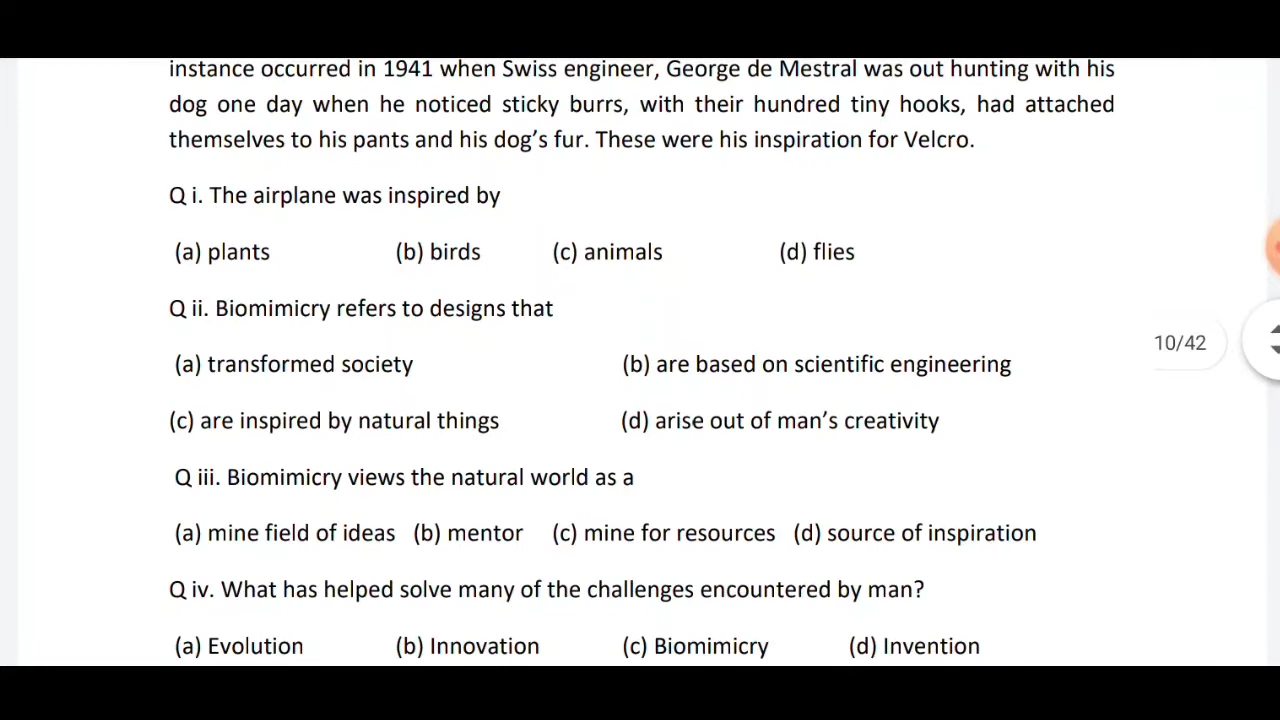 instance occurred in 1941 when Swiss engineer, George de Mestral was out hunting with his
dog one day when he noticed sticky burrs, with their hundred tiny hooks, had attached
themselves to his pants and his dog’s fur. These were his inspiration for Velcro.
Q i. The airplane was inspired by
(a) plants (b) birds (c) animals (d) flies
Q ii. Biomimicry refers to designs that
(a) transformed society (b) are based on scientific engineering
10/42
(c) are inspired by natural things (d) arise out of man’s creativity
Q iii. Biomimicry views the natural world as a
(a) mine field of ideas (b) mentor (c) mine for resources (d) source of inspiration
Q iv. What has helped solve many of the challenges encountered by man?
(a) Evolution (b) Innovation (c) Biomimicry (d) Invention